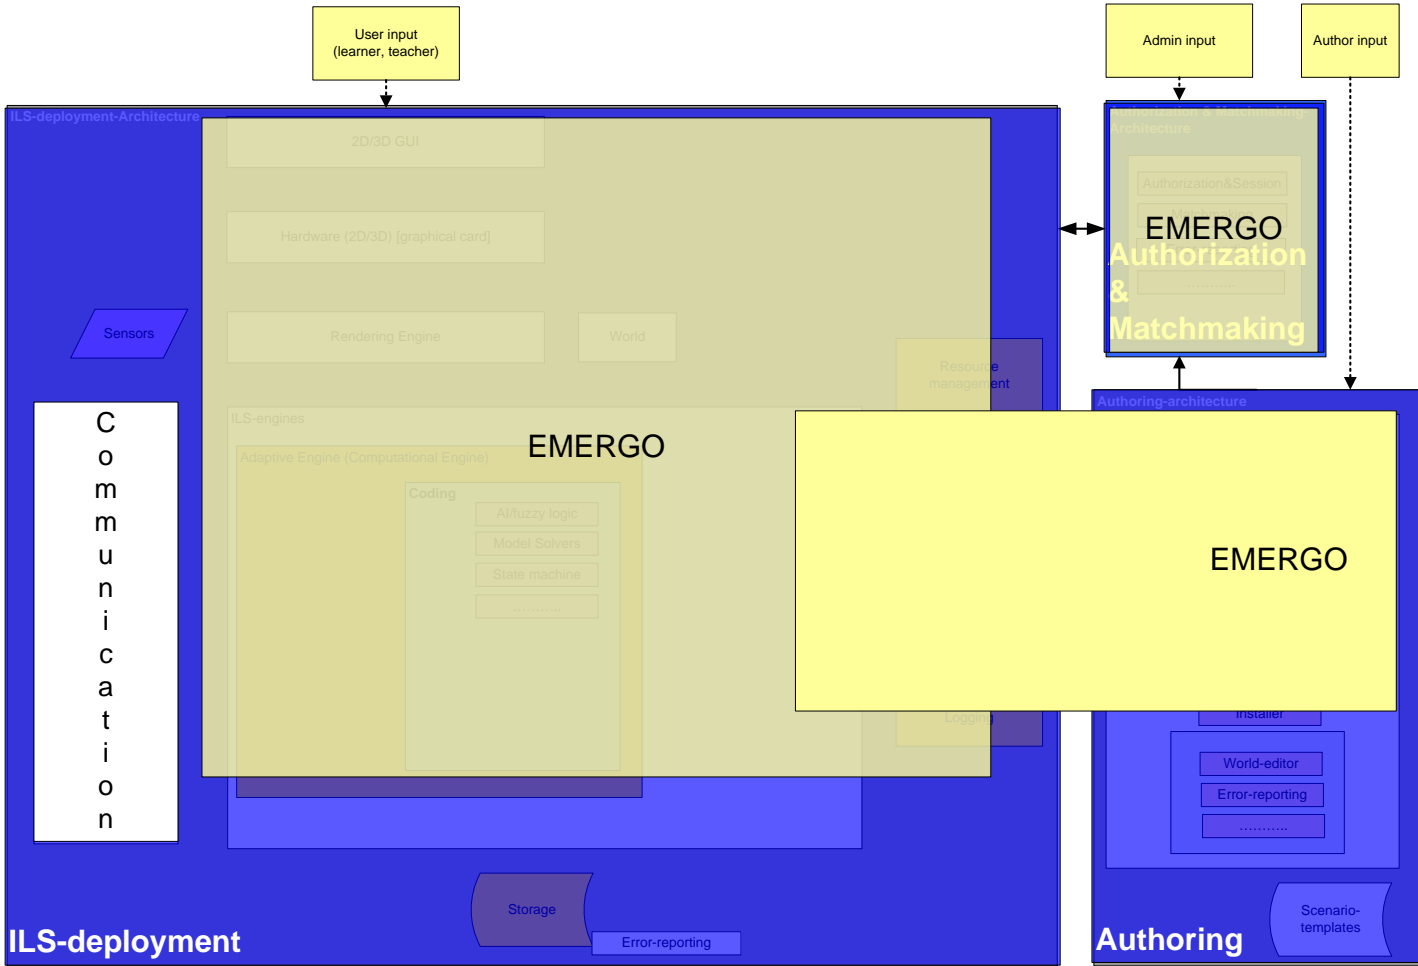 User input
(learner, teacher)
Admin input
Author input
ILS-deployment-Architecture
2D/3D GUI
Hardware (2D/3D) [graphical card]
Sensors
Rendering Engine
World
Resource
management
C
o
m
m
u
n
i
c
a
t
i
o
n
ILS-engines
EMERGO
Adaptive Engine (Computational Engine)
Coding
AI/fuzzy logic
Model Solvers
State machine
………..
Logging
Storage
Error-reporting
ILS-deployment
Authorization & Matchmaking-
Architecture
Authorization&Session
EMERGO
Authorization
&
Matchmaking
………..
Authoring-architecture
EMERGO
Installer
World-editor
Error-reporting
………..
Scenario-
templates
Authoring